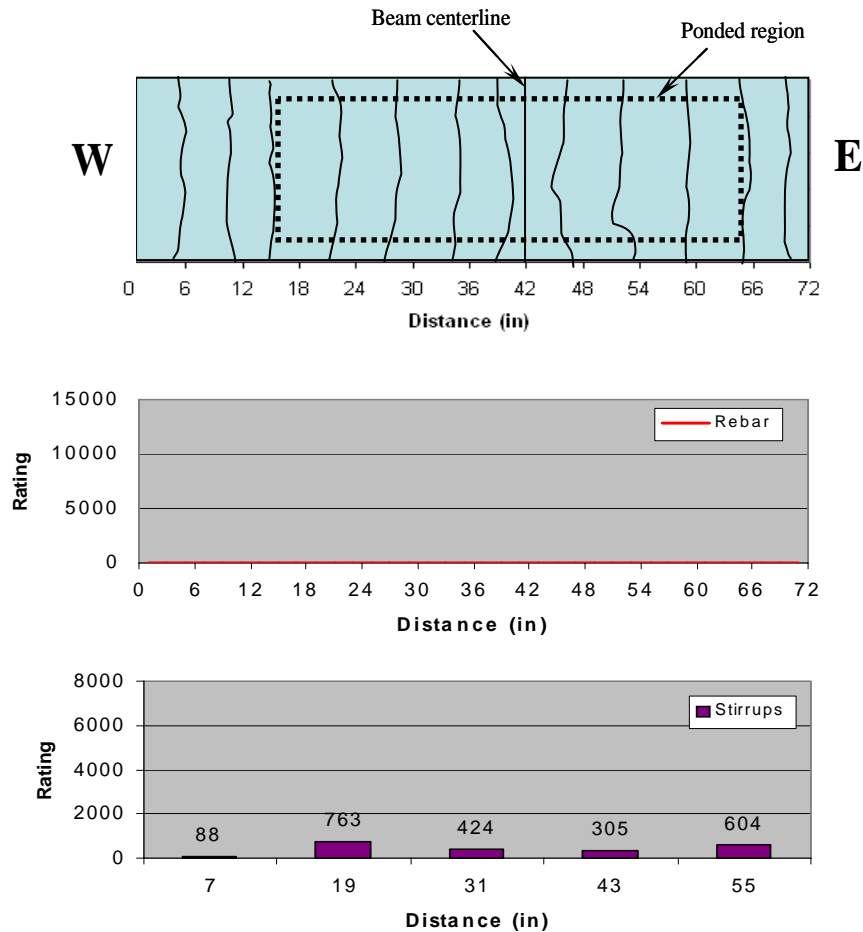 Beam centerline
Ponded region
W
E
0 6 12 18 24 30 36 42 48 54 60 66 72
Distance (in)
15000
10000
5000
0
Rating
Rebar
0 6 12 18 24 30 36 42 48 54 60 66 72
Distance (in)
8000
6000
4000
2000
0
Rating
Stirrups
88 763 424 305 604
7 19 31 43 55
Distance (in)